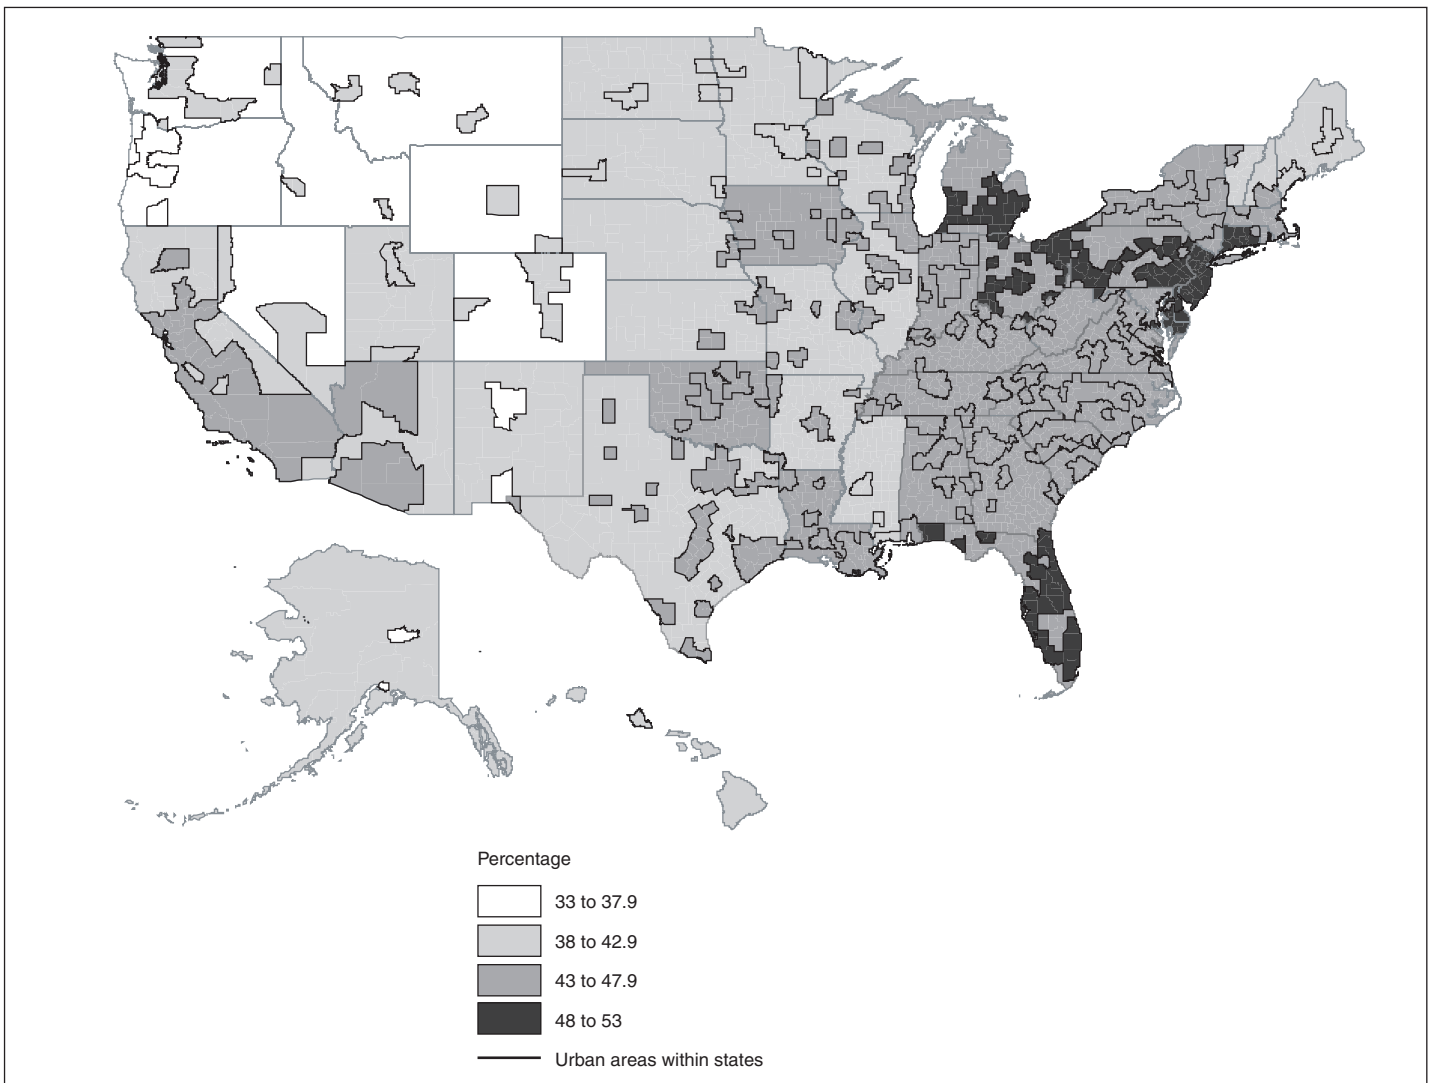 Percentage
33 to 37.9
38 to 42.9
43 to 47.9
48 to 53
Urban areas within states